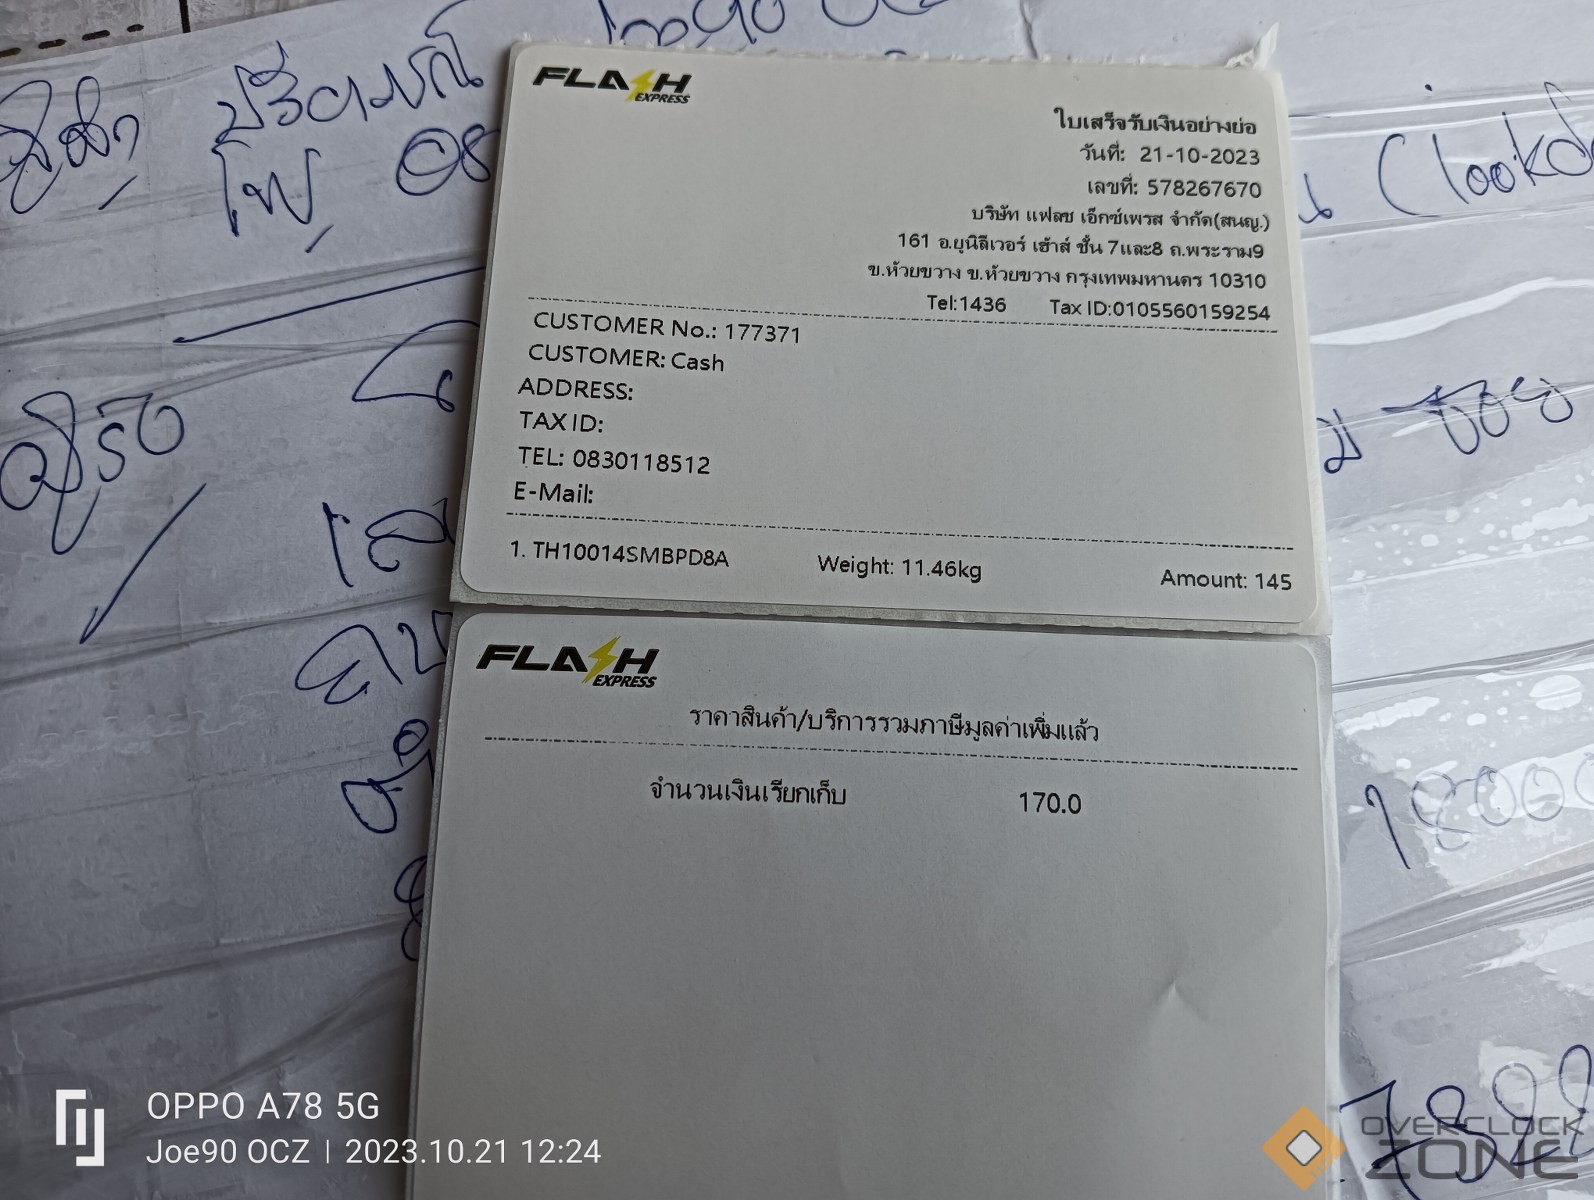 FLASH EXPRESS
ใบเสร็จรับเงินอย่างย่อ
วันที่: 21-10-2023
เลขที่: 578267670
บริษัท แฟลช เอ็กซ์เพรส จำกัด(สนญ.)
161 อ.ยูนิลีเวอร์ เฮ้าส์ ชั้น 7และ8 ถ.พระราม9
ข.ห้วยขวาง ข.ห้วยขวาง กรุงเทพมหานคร 10310
Tel:1436 Tax ID:0105560159254
CUSTOMER No.: 177371
CUSTOMER: Cash
ADDRESS:
TAX ID:
TEL: 0830118512
E-Mail:
1. TH10014SMBPD8A Weight: 11.46kg Amount: 145
FLASH EXPRESS
ราคาสินค้า/บริการรวมภาษีมูลค่าเพิ่มแล้ว
จำนวนเงินเรียกเก็บ 170.0
ผู้ส่ง
โทร 08
ผู้รับ
OPPO A78 5G
Joe90 OCZ | 2023.10.21 12:24
OVERCLOCK
ZONE